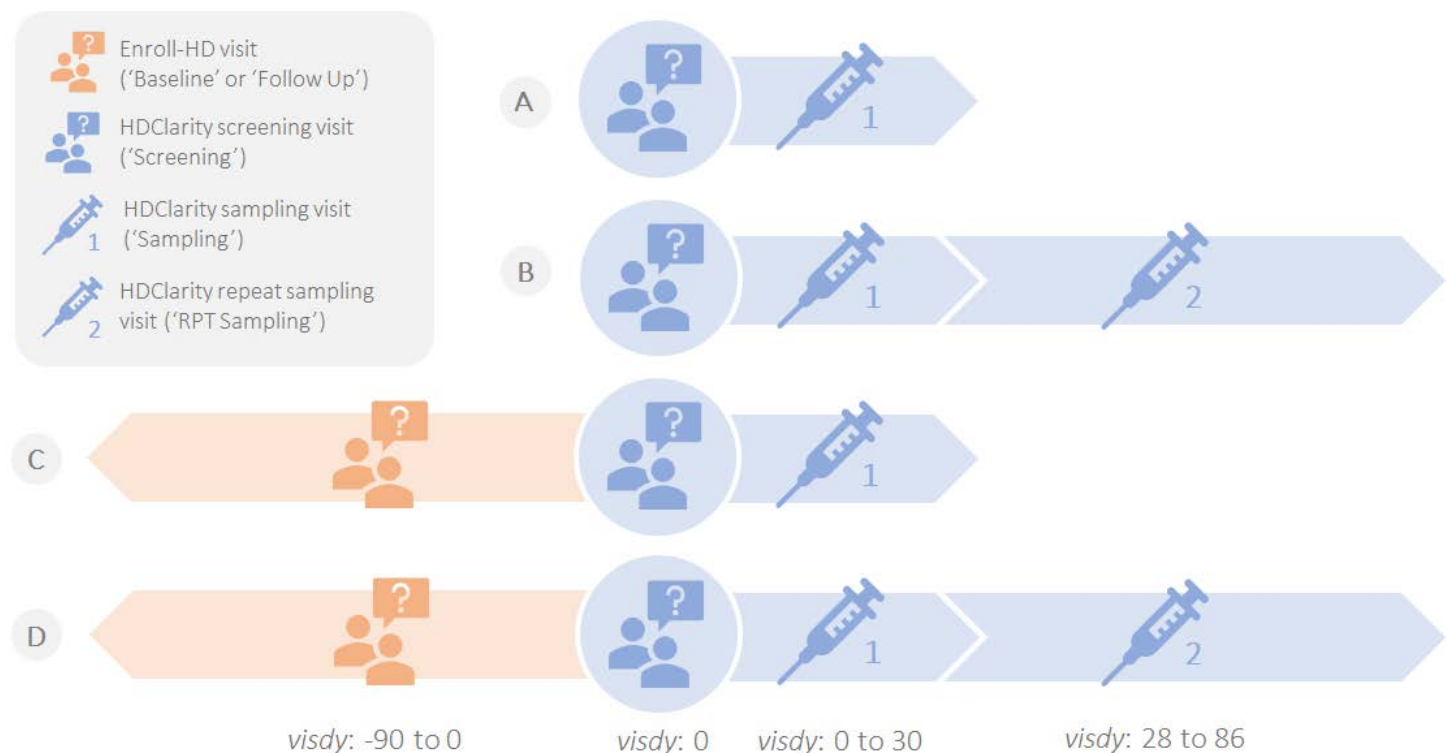 Enroll-HD visit
(‘Baseline’ or ‘Follow Up’)
HDClarity screening visit
(‘Screening’)
1
HDClarity sampling visit
(‘Sampling’)
2
HDClarity repeat sampling
visit (‘RPT Sampling’)
A
?
1
B
?
1
2
C
?
?
1
D
?
?
1
2
visdy: -90 to 0
visdy: 0
visdy: 0 to 30
visdy: 28 to 86